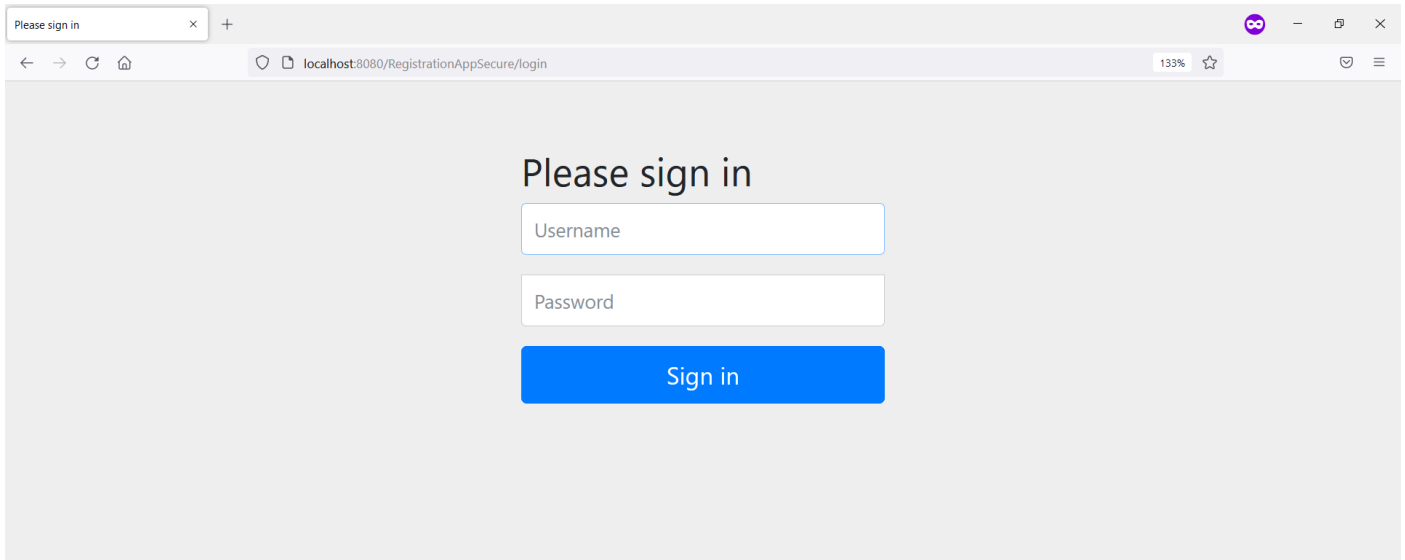 Please sign in
localhost:8080/RegistrationAppSecure/login
133%
Please sign in
Username
Password
Sign in